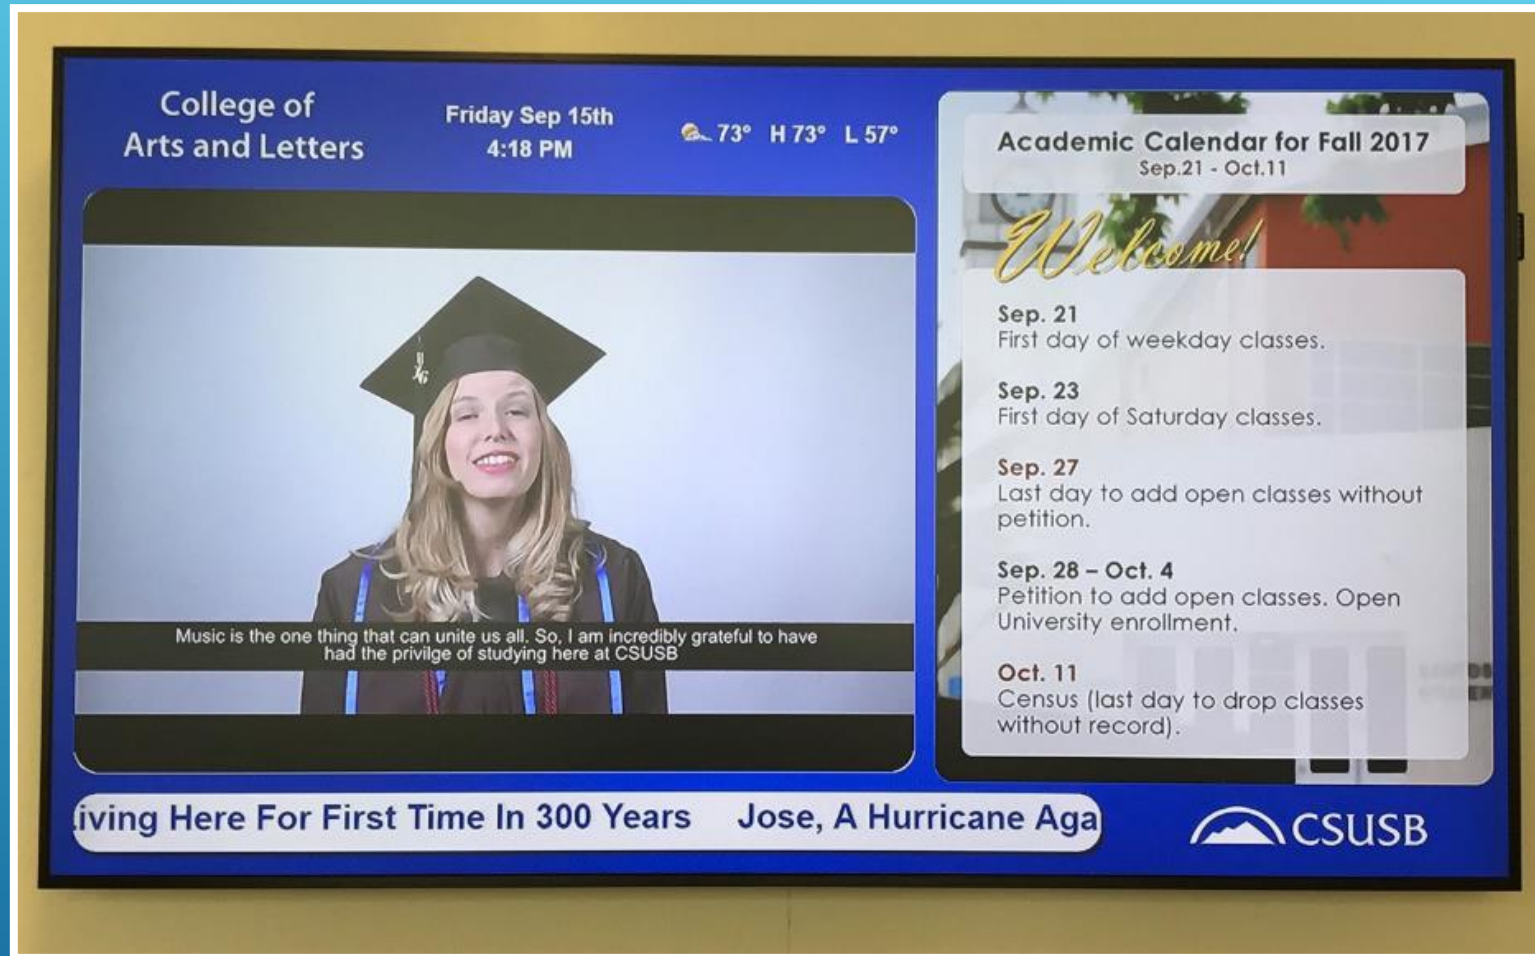 College of
Arts and Letters
Friday Sep 15th
4:18 PM
73° H 73° L 57°
Music is the one thing that can unite us all. So, I am incredibly grateful to have
had the privilge of studying here at CSUSB
Academic Calendar for Fall 2017
Sep.21 - Oct.11
Welcome!
Sep. 21
First day of weekday classes.
Sep. 23
First day of Saturday classes.
Sep. 27
Last day to add open classes without
petition.
Sep. 28 – Oct. 4
Petition to add open classes. Open
University enrollment.
Oct. 11
Census (last day to drop classes
without record).
iving Here For First Time In 300 Years Jose, A Hurricane Aga
CSUSB